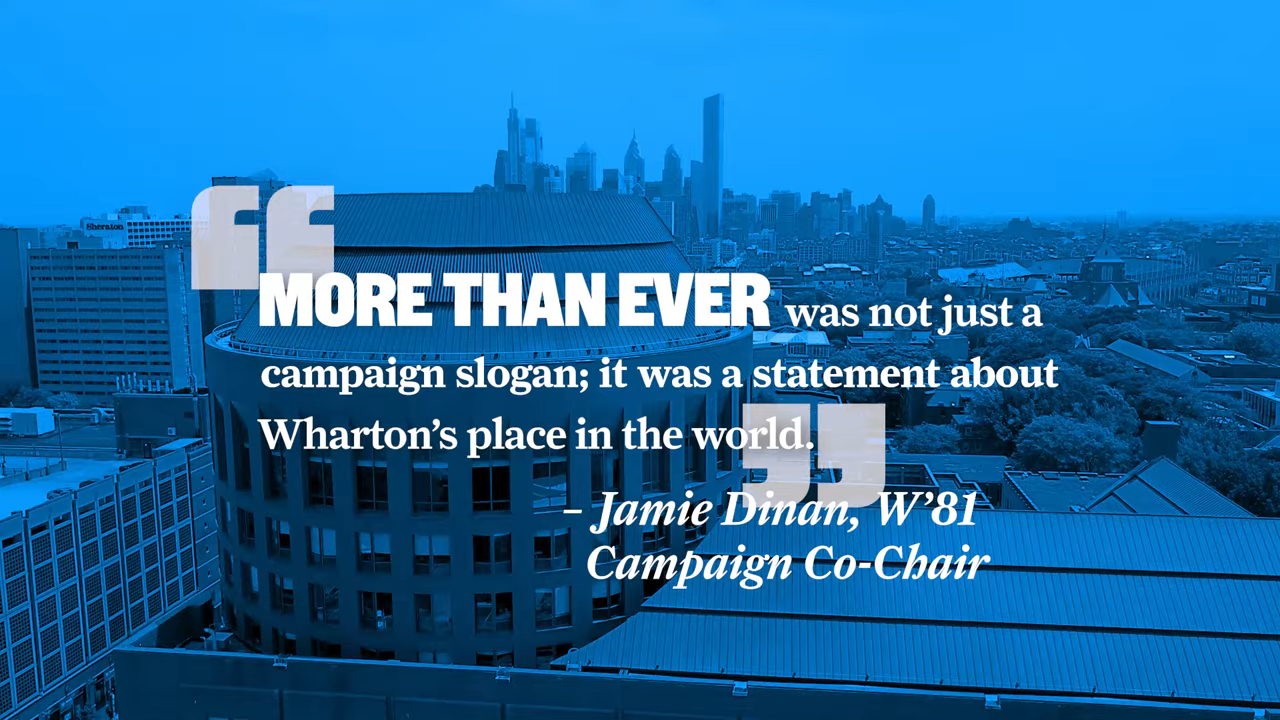 Sheraton
“
MORE THAN EVER was not just a
campaign slogan; it was a statement about
Wharton’s place in the world.
”
– Jamie Dinan, W’81
Campaign Co-Chair